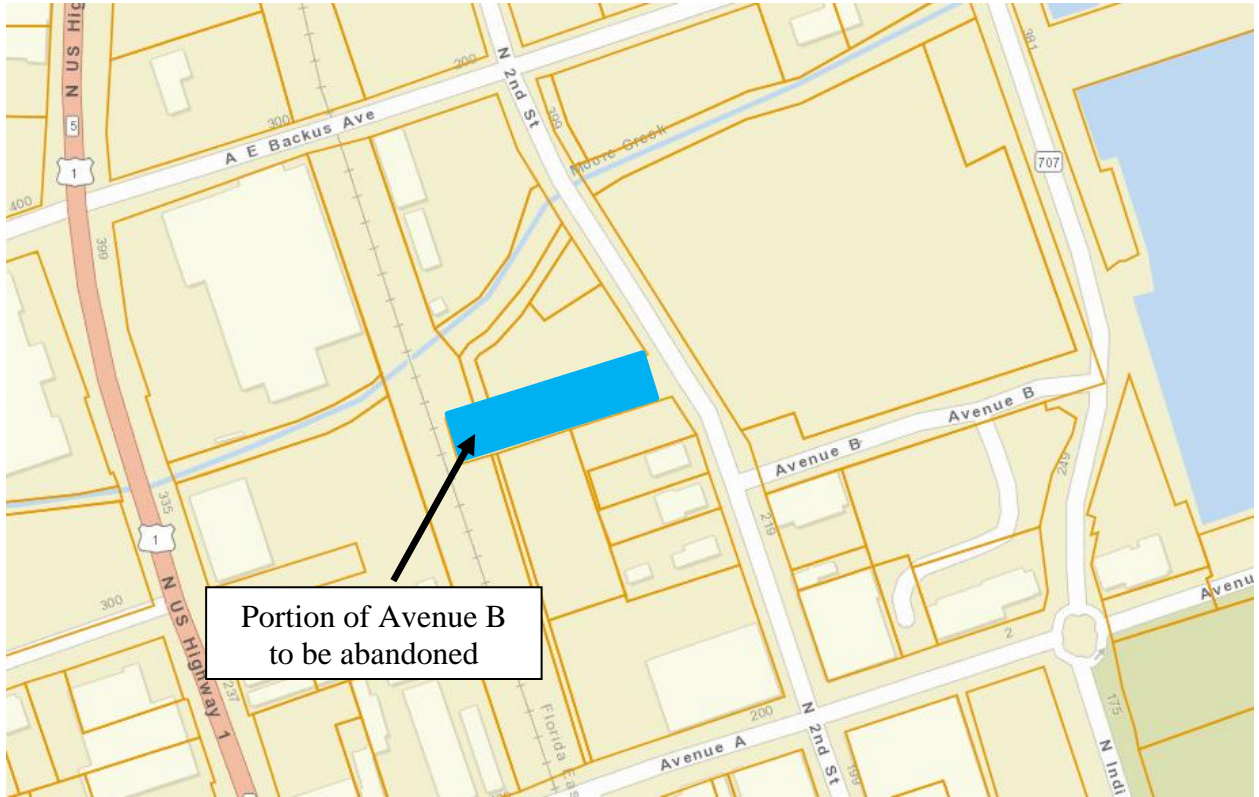 N US Hig
5
1
400
399
300
A E Backus Ave
200
N 2nd St
399
Moore Creek
381
707
Avenue B
Avenue B
249
219
335
1
N US Highway 1
300
237
Portion of Avenue B
to be abandoned
Florida Eas
Avenue A
200
N 2nd St
199
2
Avenu
175
N Indi